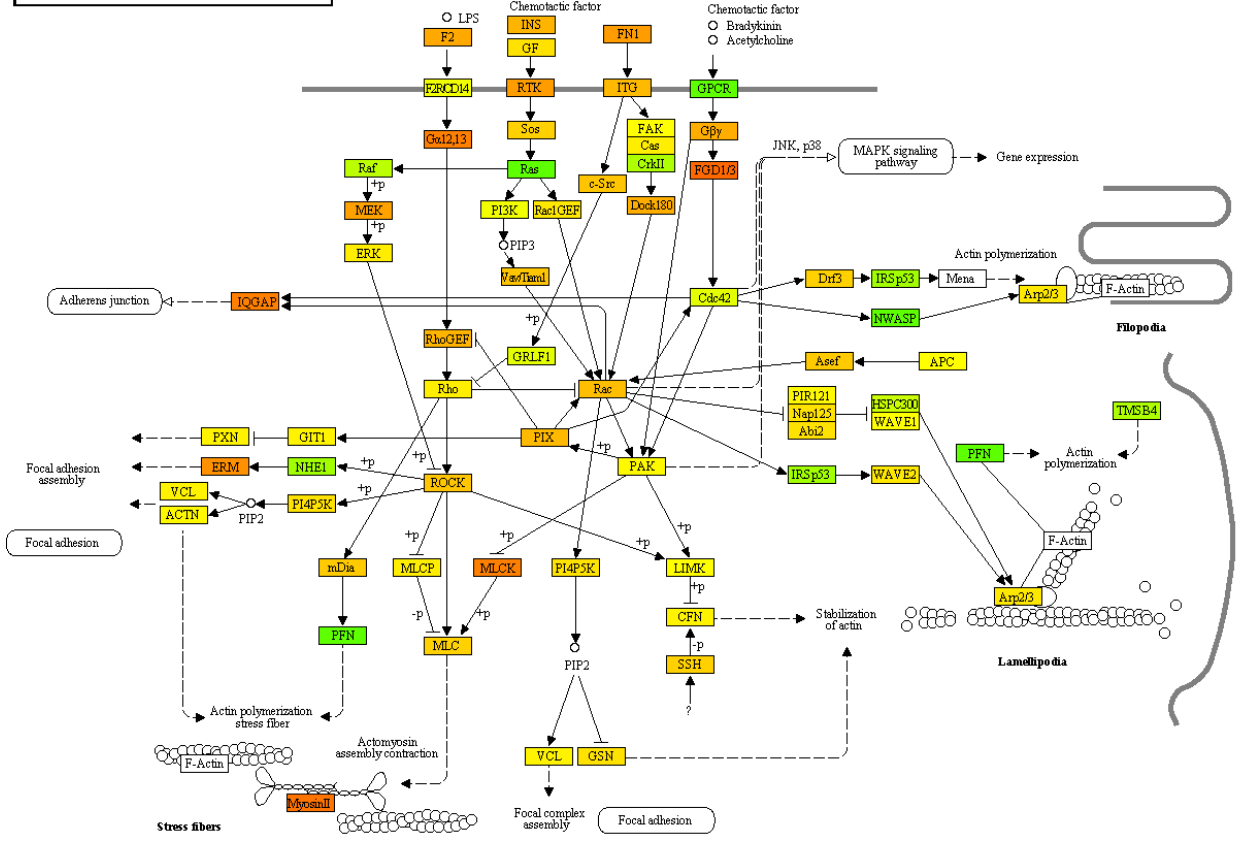 Chemotactic factor
Chemotactic factor
LPS
INS
FN1
Bradykinin
F2
GF
Acetylcholine
F2R/CD14
RTK
ITG
GPCR
Gα12,13
Sos
FAK
Gβγ
Cas
JNK, p38
MAPK signaling
pathway
Gene expression
Raf
Ras
CrkII
FGD1/3
+p
c-Src
MEK
PI3K
Rac1GEF
Dock180
+p
ERK
PIP3
Actin polymerization
Vav/Tiam1
Drf3
IRSp53
Mena
Arp2/3
F-Actin
Adherens junction
IQGAP
Cdc42
NWASP
Filopodia
+p
RhoGEF
GRLF1
Asef
APC
Rho
Rac
PIR121
HSPC300
TMSB4
Nap125
WAVE1
Abi2
PXN
GIT1
PIX
+p
PFN
Actin
polymerization
Focal adhesion
assembly
ERM
NHE1
+p
+p
PAK
IRSp53
WAVE2
ROCK
VCL
PI4P5K
+p
ACTN
PIP2
Focal adhesion
+p
+p
+p
+p
F-Actin
mDia
MLCP
MLCK
PI4P5K
LIMK
+p
-p
+p
Arp2/3
CFN
Stabilization
of actin
PFN
MLC
-p
PIP2
SSH
Lamellipodia
?
Actin polymerization
stress fiber
Actomyosin
assembly contraction
VCL
GSN
F-Actin
MyosinII
Focal complex
assembly
Focal adhesion
Stress fibers